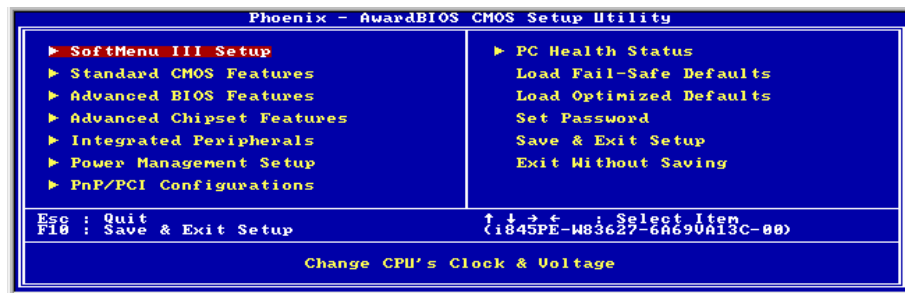 Phoenix - AwardBIOS CMOS Setup Utility
▶ SoftMenu III Setup
▶ Standard CMOS Features
▶ Advanced BIOS Features
▶ Advanced Chipset Features
▶ Integrated Peripherals
▶ Power Management Setup
▶ PnP/PCI Configurations
▶ PC Health Status
Load Fail-Safe Defaults
Load Optimized Defaults
Set Password
Save & Exit Setup
Exit Without Saving
Esc : Quit
F10 : Save & Exit Setup
↑ ↓ → ← : Select Item
(i845PE-W83627-6A69VA13C-00)
Change CPU's Clock & Voltage